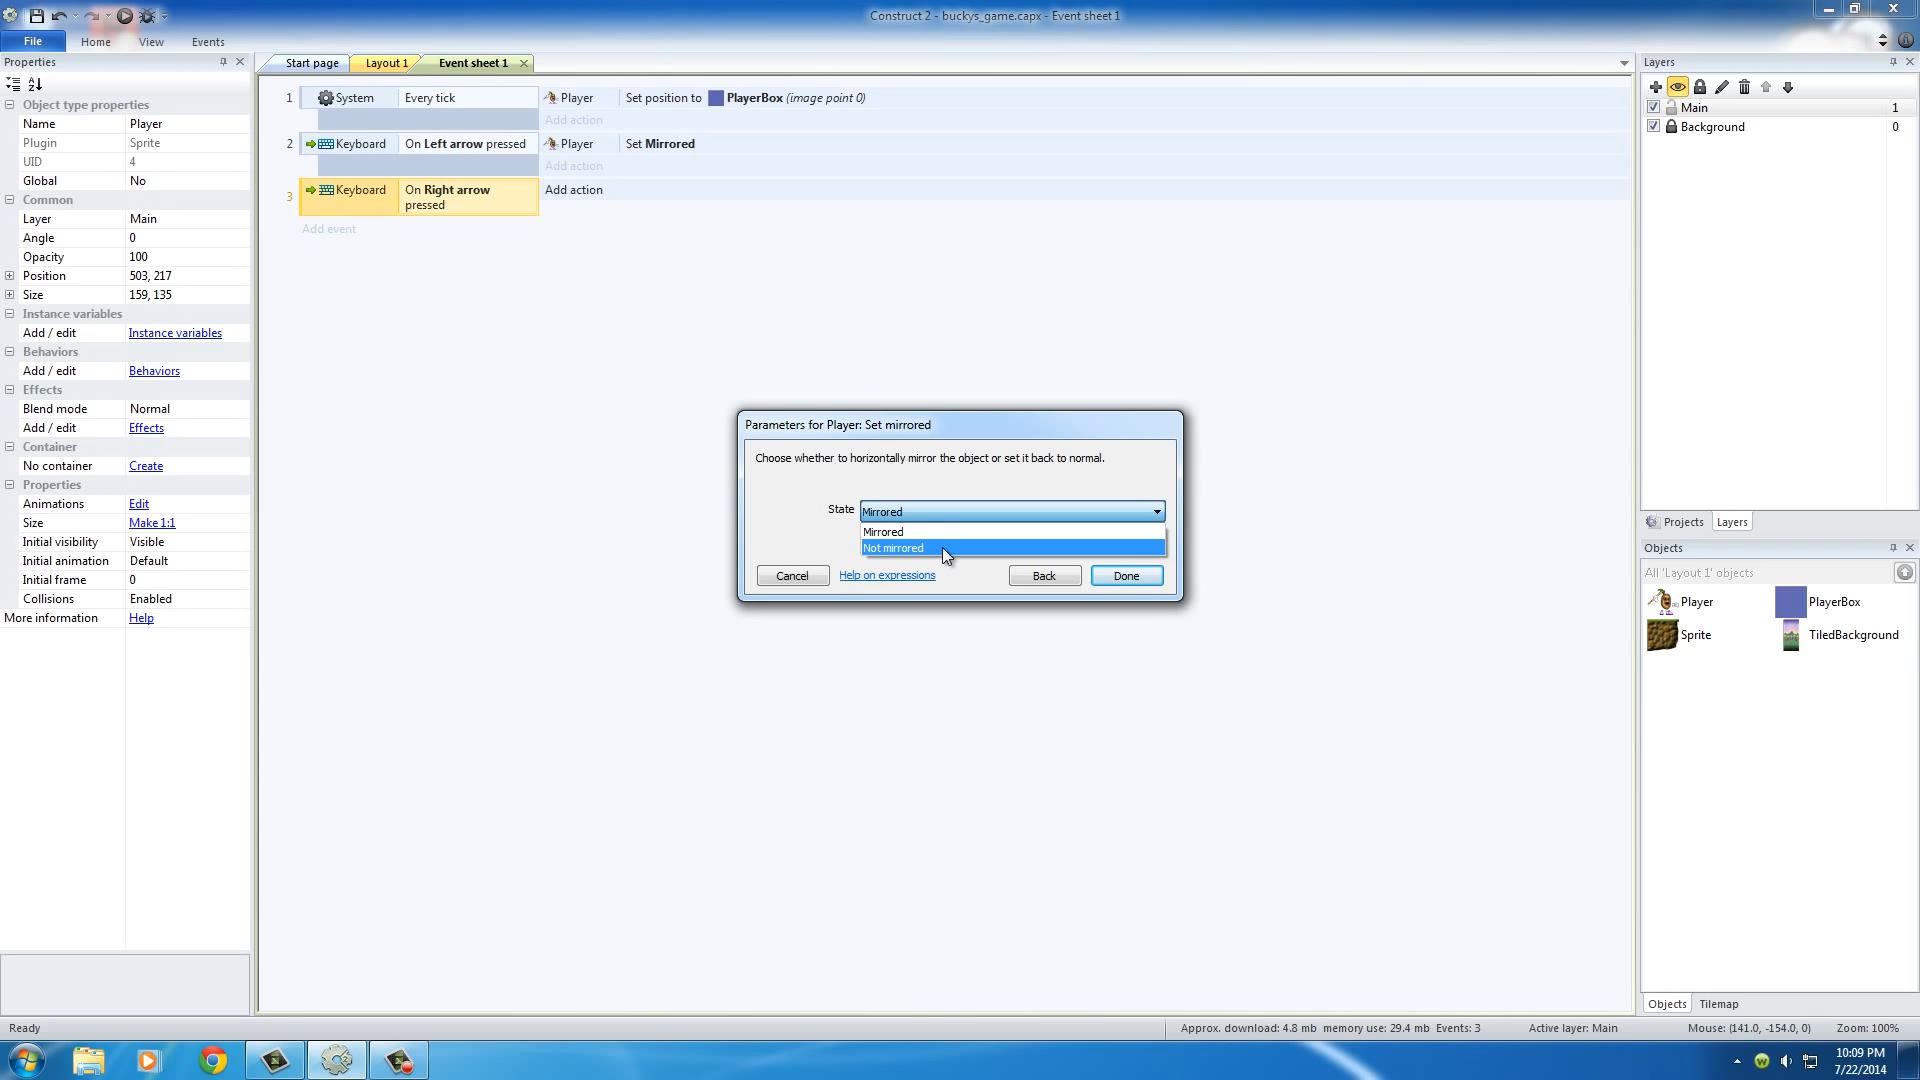 Construct 2 - buckys_game.capx - Event sheet 1
File Home View Events
Properties
Start page
Layout 1
Event sheet 1
Object type properties
Name Player
Plugin Sprite
UID 4
Global No
Common
Layer Main
Angle 0
Opacity 100
Position 503, 217
Size 159, 135
Instance variables
Add / edit Instance variables
Behaviors
Add / edit Behaviors
Effects
Blend mode Normal
Add / edit Effects
Container
No container Create
Properties
Animations Edit
Size Make 1:1
Initial visibility Visible
Initial animation Default
Initial frame 0
Collisions Enabled
More information Help
1 System Every tick Player Set position to PlayerBox (image point 0)
Add action
2 Keyboard On Left arrow pressed Player Set Mirrored
Add action
3 Keyboard On Right arrow pressed Add action
Add event
Parameters for Player: Set mirrored
Choose whether to horizontally mirror the object or set it back to normal.
State Mirrored
Mirrored
Not mirrored
Cancel Help on expressions Back Done
Layers
Main 1
Background 0
Projects Layers
Objects
All 'Layout 1' objects
Player PlayerBox
Sprite TiledBackground
Objects Tilemap
Ready Approx. download: 4.8 mb memory use: 29.4 mb Events: 3 Active layer: Main Mouse: (141.0, -154.0, 0) Zoom: 100%
10:09 PM
7/22/2014